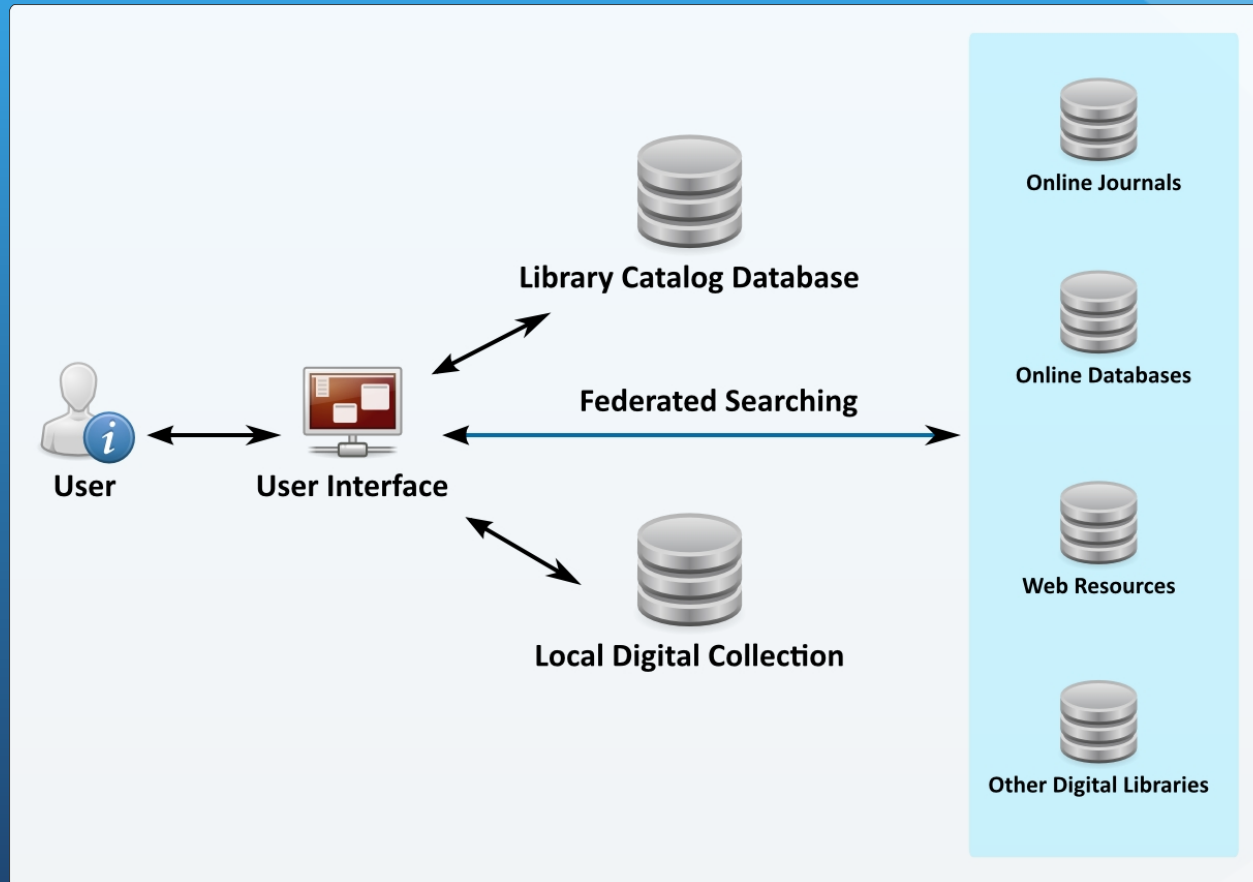 Online Journals
Library Catalog Database
Online Databases
Federated Searching
User
User Interface
Web Resources
Local Digital Collection
Other Digital Libraries
i